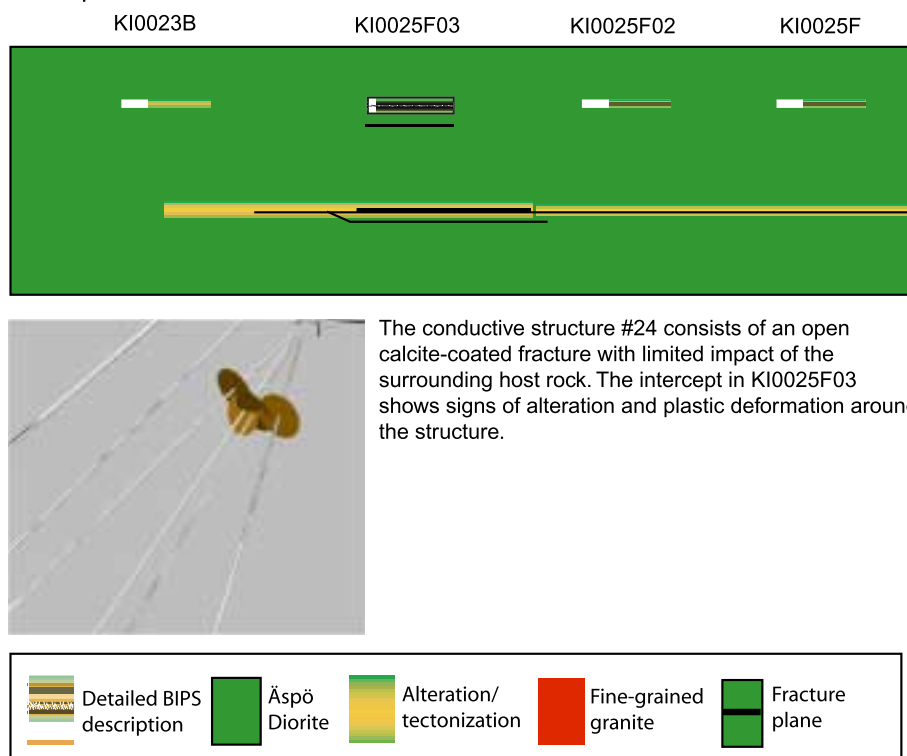 KI0023B KI0025F03 KI0025F02 KI0025F
The conductive structure #24 consists of an open
calcite-coated fracture with limited impact of the
surrounding host rock. The intercept in KI0025F03
shows signs of alteration and plastic deformation aroun
the structure.
Detailed BIPS
description
Äspö
Diorite
Alteration/
tectonization
Fine-grained
granite
Fracture
plane